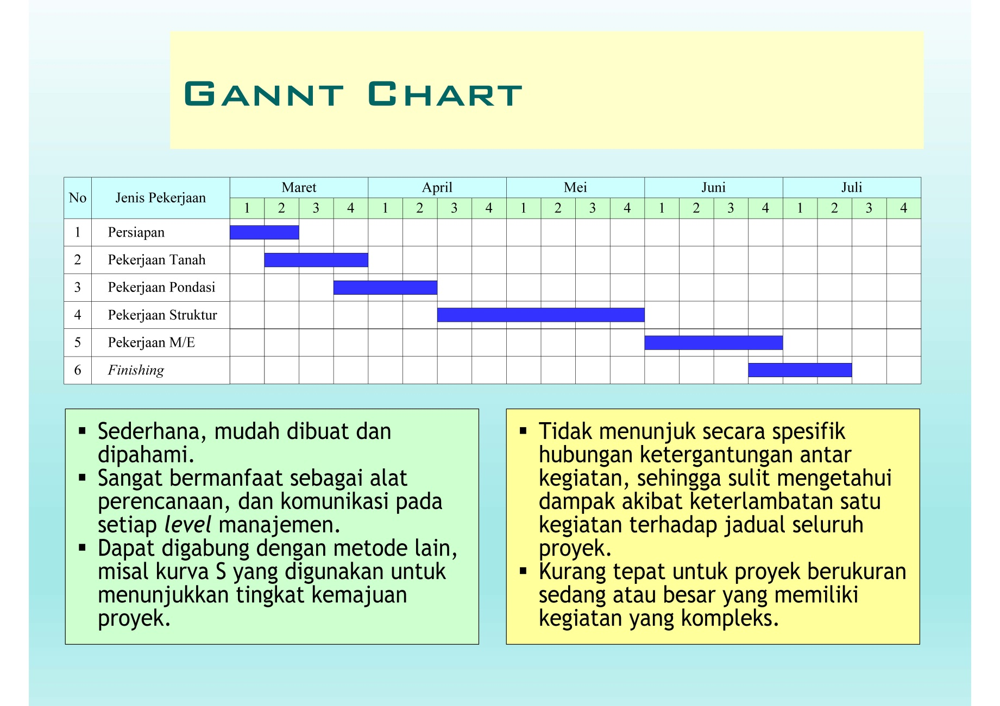 GANNT CHART
No Jenis Pekerjaan Maret April Mei Juni Juli
1 2 3 4 1 2 3 4 1 2 3 4 1 2 3 4 1 2 3 4
1 Persiapan
2 Pekerjaan Tanah
3 Pekerjaan Pondasi
4 Pekerjaan Struktur
5 Pekerjaan M/E
6 Finishing
▪ Sederhana, mudah dibuat dan
dipahami.
▪ Sangat bermanfaat sebagai alat
perencanaan, dan komunikasi pada
setiap level manajemen.
▪ Dapat digabung dengan metode lain,
misal kurva S yang digunakan untuk
menunjukkan tingkat kemajuan
proyek.
▪ Tidak menunjuk secara spesifik
hubungan ketergantungan antar
kegiatan, sehingga sulit mengetahui
dampak akibat keterlambatan satu
kegiatan terhadap jadual seluruh
proyek.
▪ Kurang tepat untuk proyek berukuran
sedang atau besar yang memiliki
kegiatan yang kompleks.